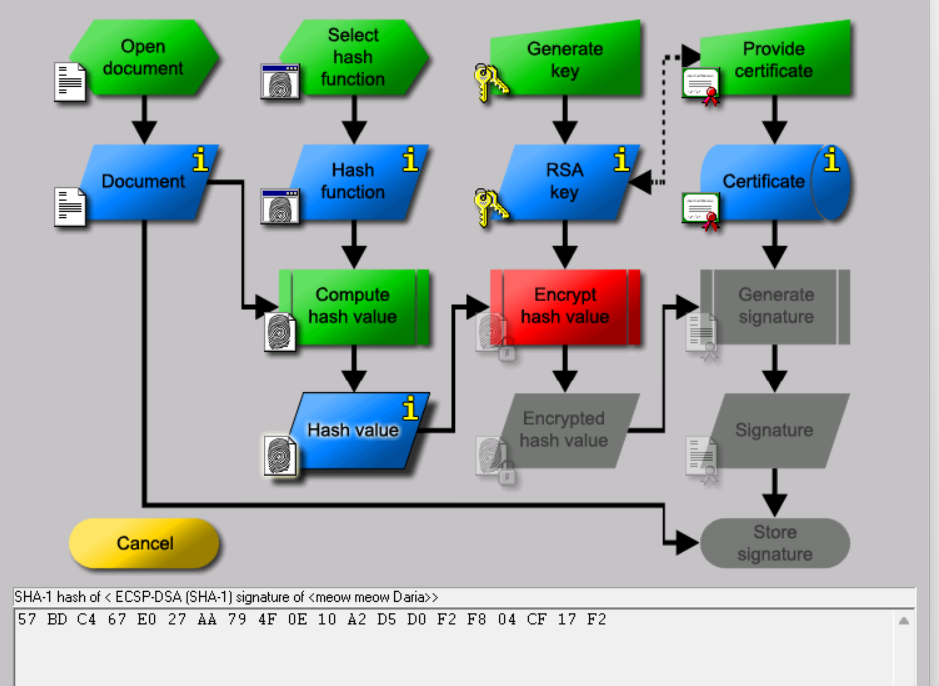 Open
document
Select
hash
function
Generate
key
Provide
certificate
Document
i
Hash
function
i
RSA
key
i
Certificate
i
Compute
hash value
Encrypt
hash value
Generate
signature
Hash value
i
Encrypted
hash value
Signature
Cancel
Store
signature
SHA-1 hash of < ECSP-DSA (SHA-1) signature of <meow meow Daria>>
57 BD C4 67 E0 27 AA 79 4F 0E 10 A2 D5 D0 F2 F8 04 CF 17 F2